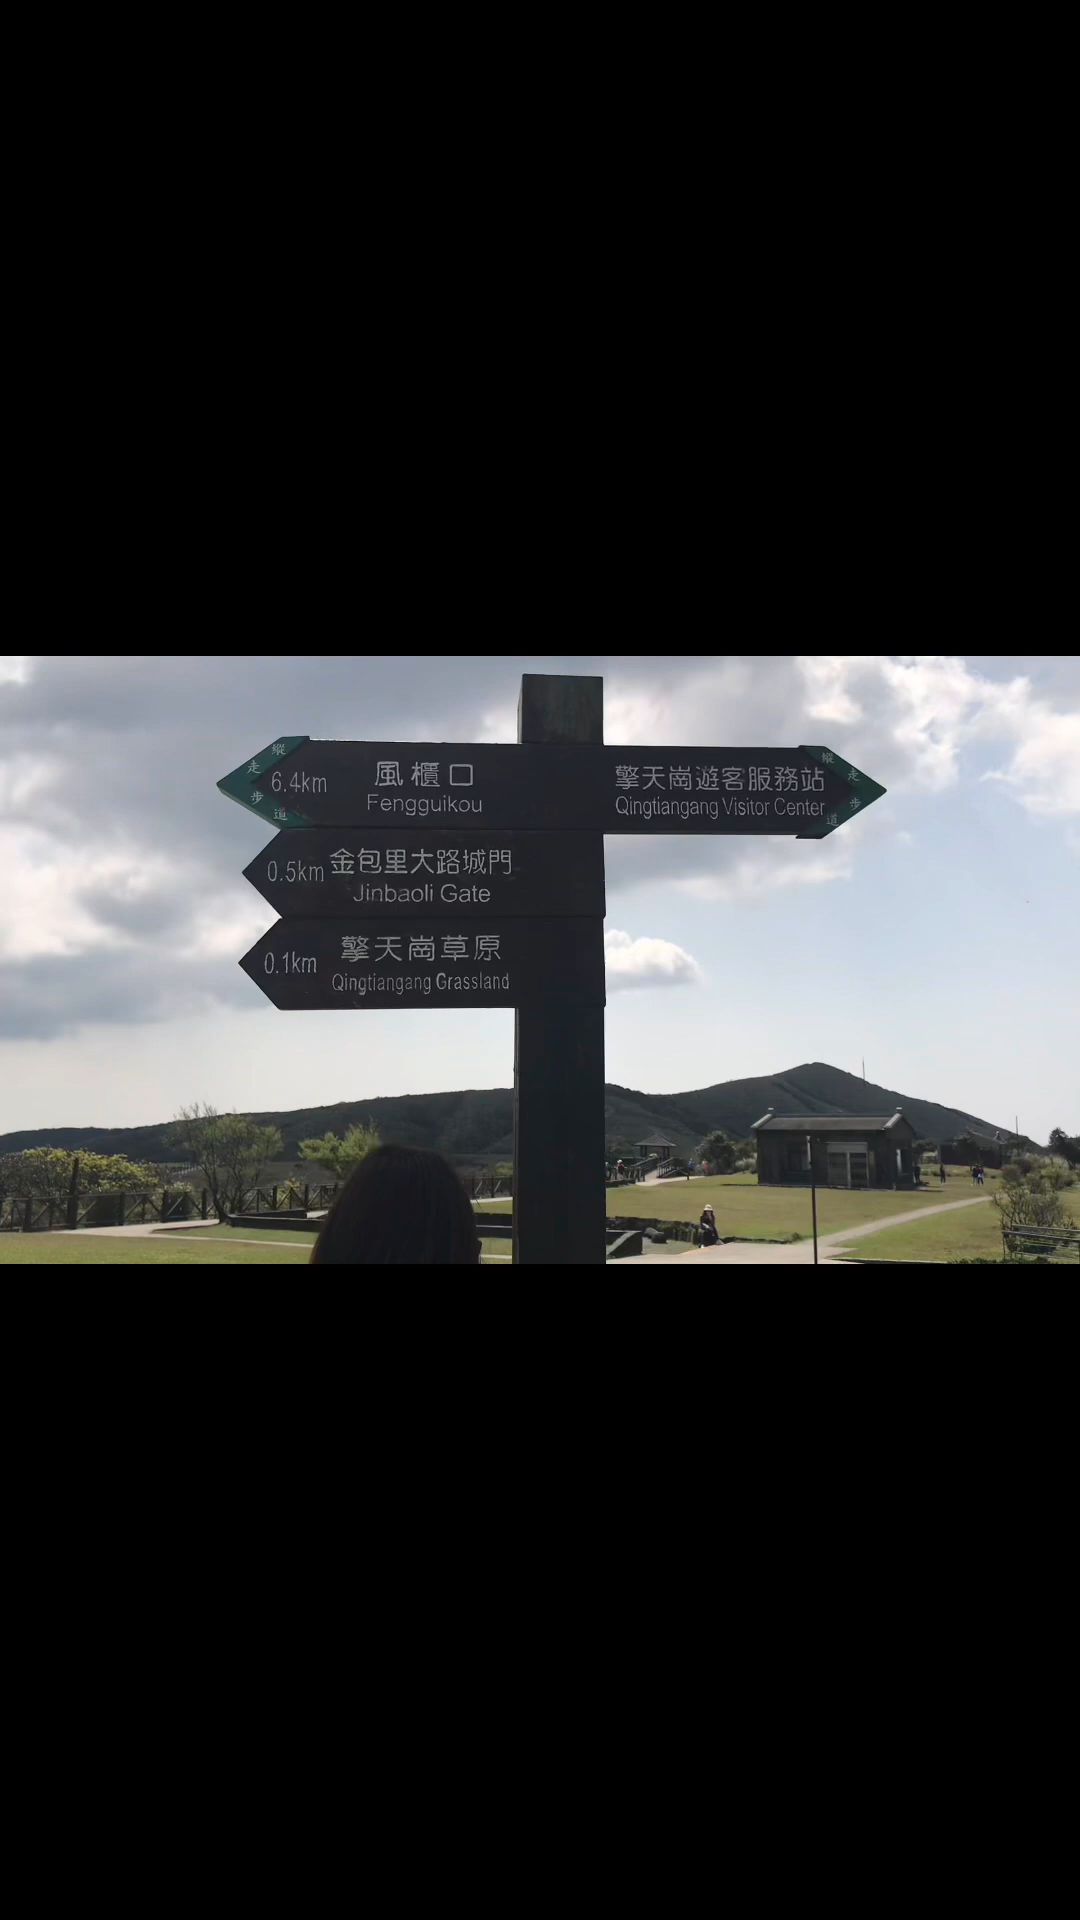 縱走步道
6.4km
風櫃口
Fengguikou
擎天崗遊客服務站
Qingtiangang Visitor Center
縱走步道
0.5km
金包里大路城門
Jinbaoli Gate
0.1km
擎天崗草原
Qingtiangang Grassland